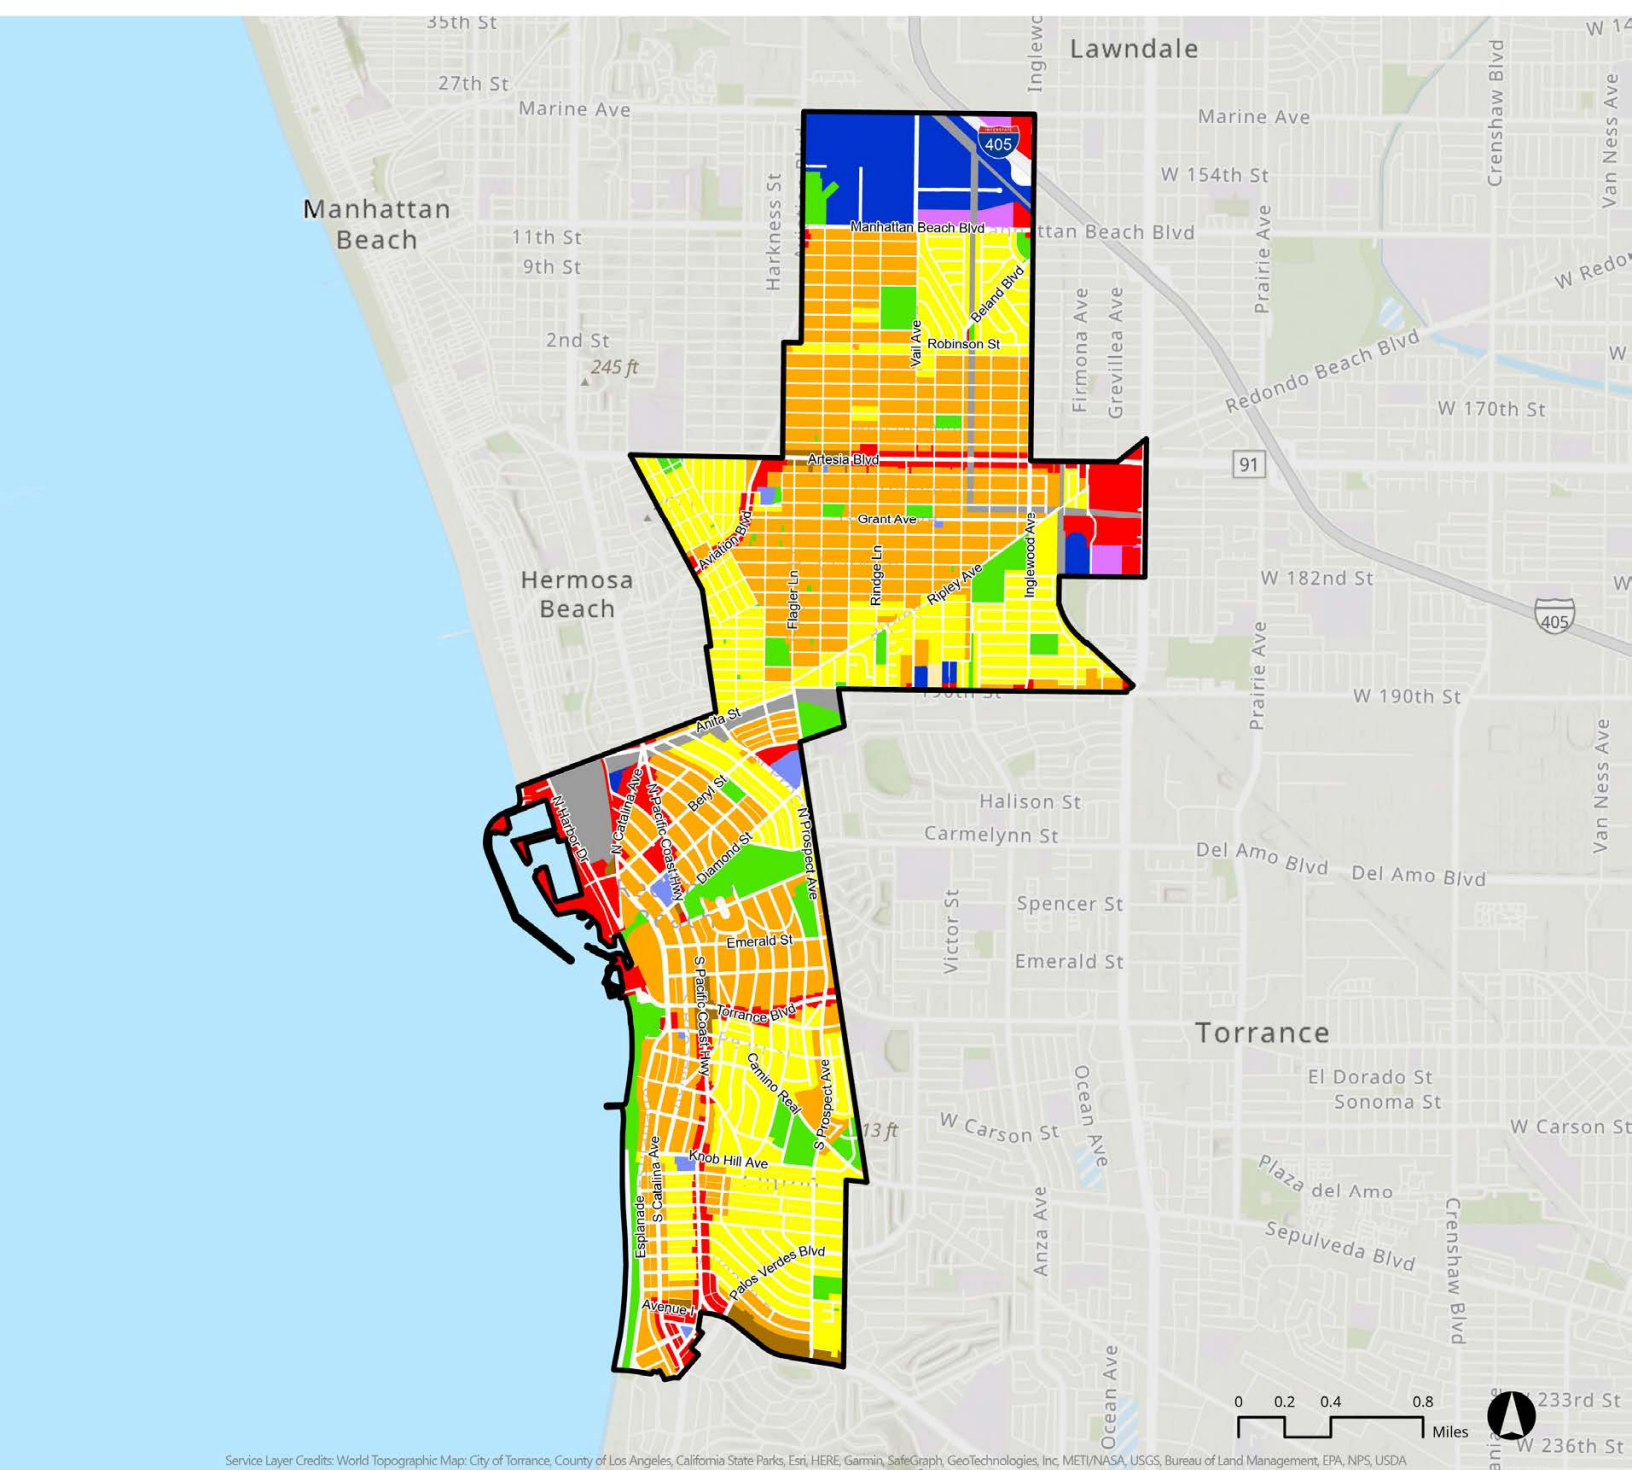 35th St
Lawndale
W 14
27th St
Marine Ave
Marine Ave
Inglewo
Crenshaw Blvd
Van Ness Ave
INTERSTATE
405
W 154th St
Manhattan
Beach
Harkness St
11th St
Manhattan Beach Blvd
ttan Beach Blvd
Prairie Ave
9th St
W Redo
Beland Blvd
2nd St
245 ft
Vail Ave
Robinson St
Firmona Ave
Grevillea Ave
Redondo Beach Blvd
W
W 170th St
Artesia Blvd
91
Grant Ave
Aviation Blvd
Hermosa
Beach
Flagler Ln
Rindge Ln
Ripley Ave
Inglewood Ave
W 182nd St
W
405
Prairie Ave
190th St
W 190th St
Anita St
Van Ness Ave
N Harbor Dr
N Catalina Ave
N Pacific Coast Hwy
Beryl St
Diamond St
N Prospect Ave
Halison St
Carmelynn St
Del Amo Blvd
Del Amo Blvd
Victor St
Spencer St
Emerald St
Emerald St
S Pacific Coast Hwy
Torrance Blvd
Torrance
Camino Real
S Prospect Ave
Ocean Ave
El Dorado St
Sonoma St
13 ft
W Carson St
W Carson St
Knob Hill Ave
Esplanade
S Catalina Ave
Plaza del Amo
Anza Ave
Crenshaw Blvd
Sepulveda Blvd
Palos Verdes Blvd
Avenue I
Ocean Ave
0 0.2 0.4 0.8
Miles
233rd St
W 236th St
Service Layer Credits: World Topographic Map: City of Torrance, County of Los Angeles, California State Parks, Esri, HERE, Garmin, SafeGraph, GeoTechnologies, Inc, METI/NASA, USGS, Bureau of Land Management, EPA, NPS, USDA